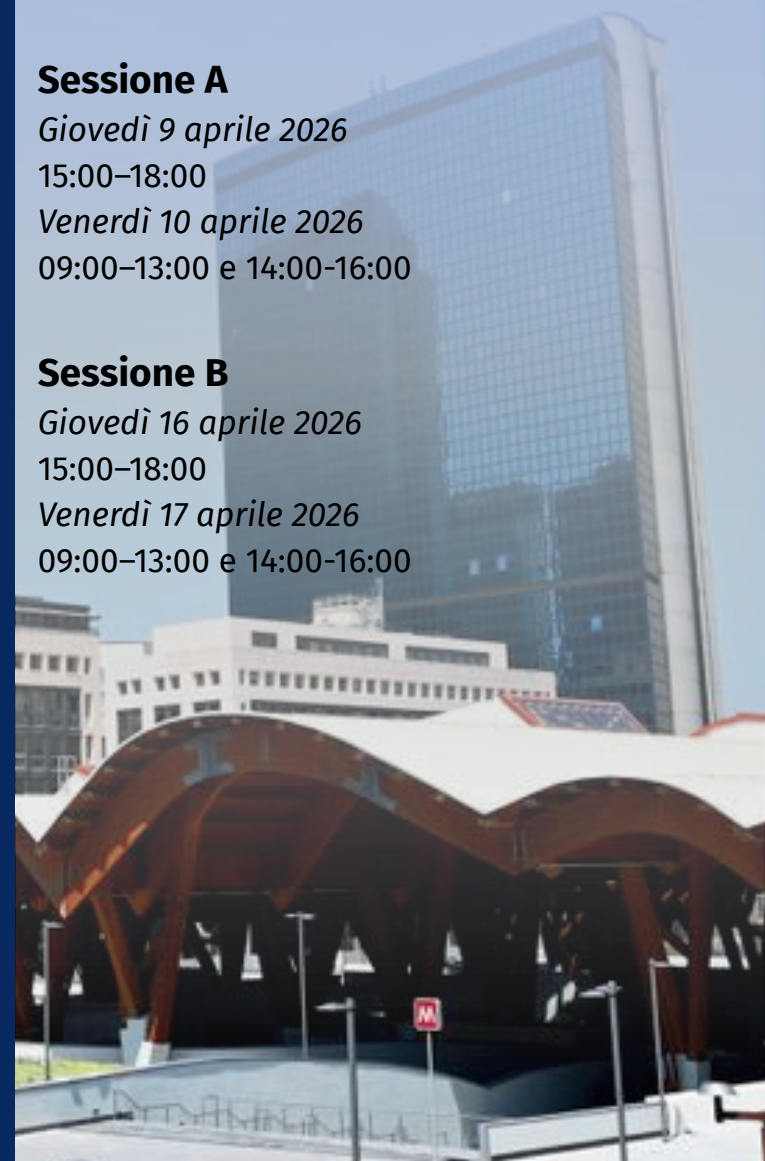 Sessione A
Giovedì 9 aprile 2026
15:00–18:00
Venerdì 10 aprile 2026
09:00–13:00 e 14:00-16:00
Sessione B
Giovedì 16 aprile 2026
15:00–18:00
Venerdì 17 aprile 2026
09:00–13:00 e 14:00-16:00
M